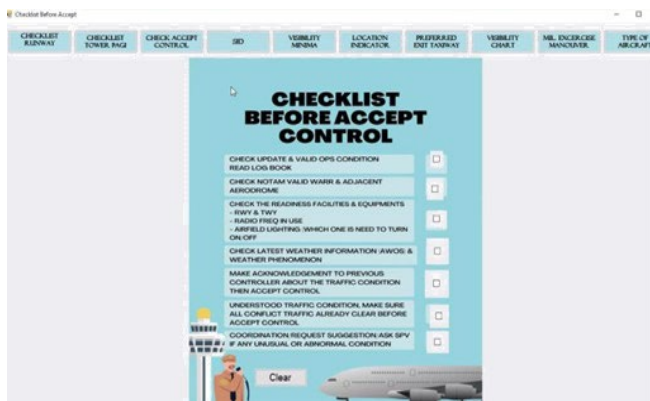 Checklist Before Accept
CHECKLIST RUNWAY
CHECKLIST TOWER PAGI
CHECK ACCEPT CONTROL
SID
VISIBILITY MINIMA
LOCATION INDICATOR
PREFERRED EXIT TAXIWAY
VISIBILITY CHART
MIL. EXCERCISE MANOUVER
TYPE OF AIRCRAFT
CHECKLIST
BEFORE ACCEPT
CONTROL
CHECK UPDATE & VALID OPS CONDITION
READ LOG BOOK
CHECK NOTAM VALID WARR & ADJACENT
AERODROME
CHECK THE READINESS FACILITIES & EQUIPMENTS
- RWY & TWY
- RADIO FREQ IN USE
- AIRFIELD LIGHTING (WHICH ONE IS NEED TO TURN
ON/OFF
CHECK LATEST WEATHER INFORMATION (AWOS) &
WEATHER PHENOMENON
MAKE ACKNOWLEDGEMENT TO PREVIOUS
CONTROLLER ABOUT THE TRAFFIC CONDITION
THEN ACCEPT CONTROL
UNDERSTOOD TRAFFIC CONDITION, MAKE SURE
ALL CONFLICT TRAFFIC ALREADY CLEAR BEFORE
ACCEPT CONTROL
COORDINATION REQUEST SUGGESTION/ASK SPV
IF ANY UNUSUAL OR ABNORMAL CONDITION
Clear